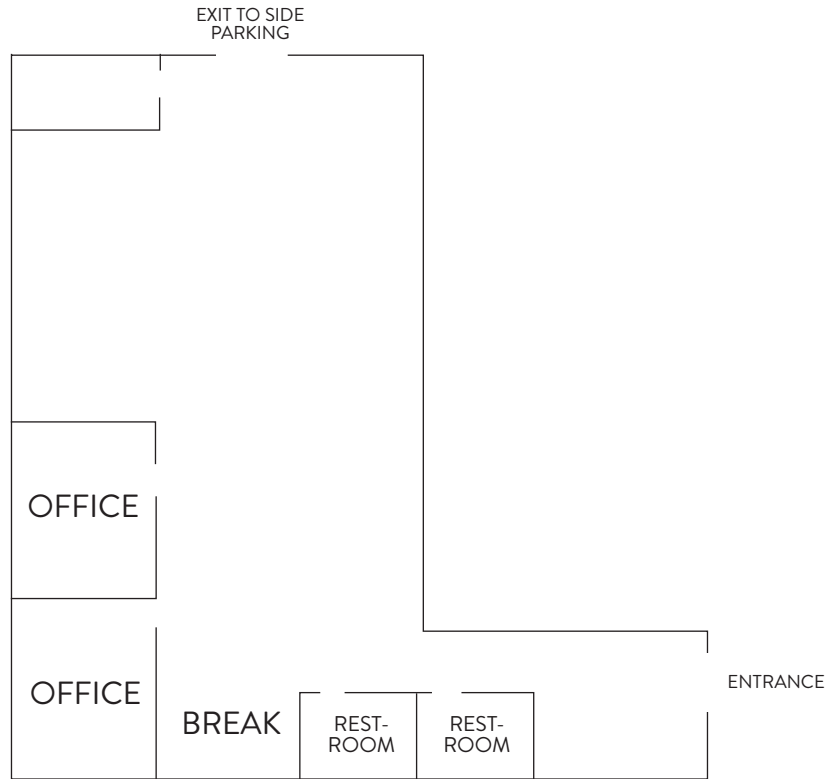 EXIT TO SIDE
PARKING
OFFICE
OFFICE
ENTRANCE
BREAK
REST-
ROOM
REST-
ROOM